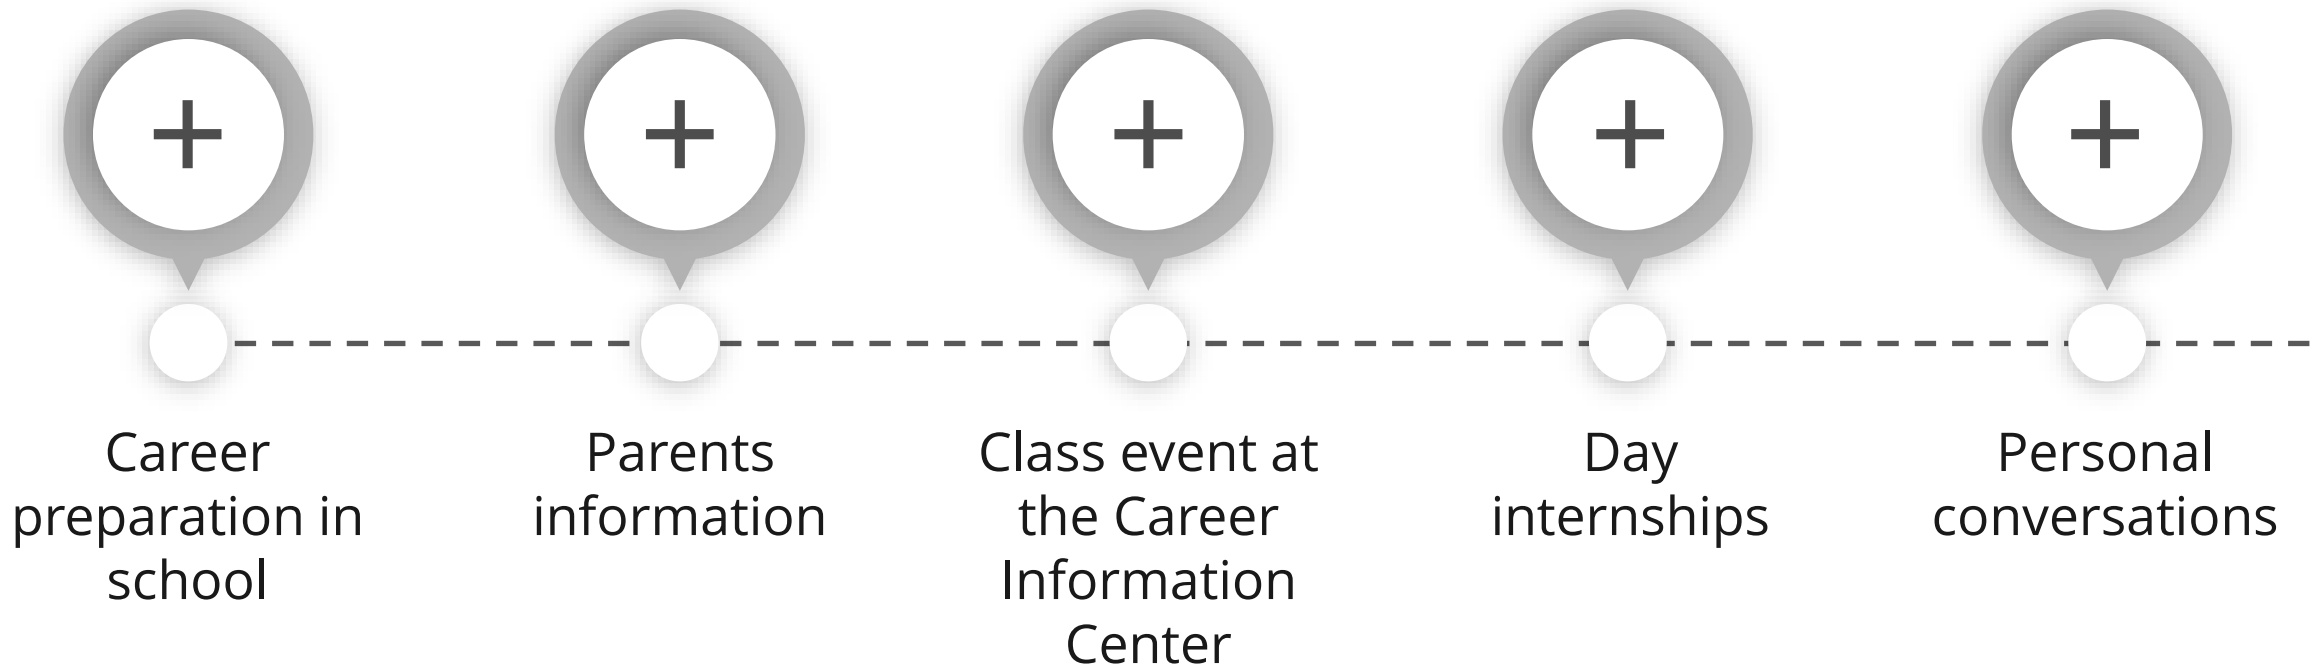 +
+
+
+
+
Career
preparation in
school
Parents
information
Class event at
the Career
Information
Center
Day
internships
Personal
conversations